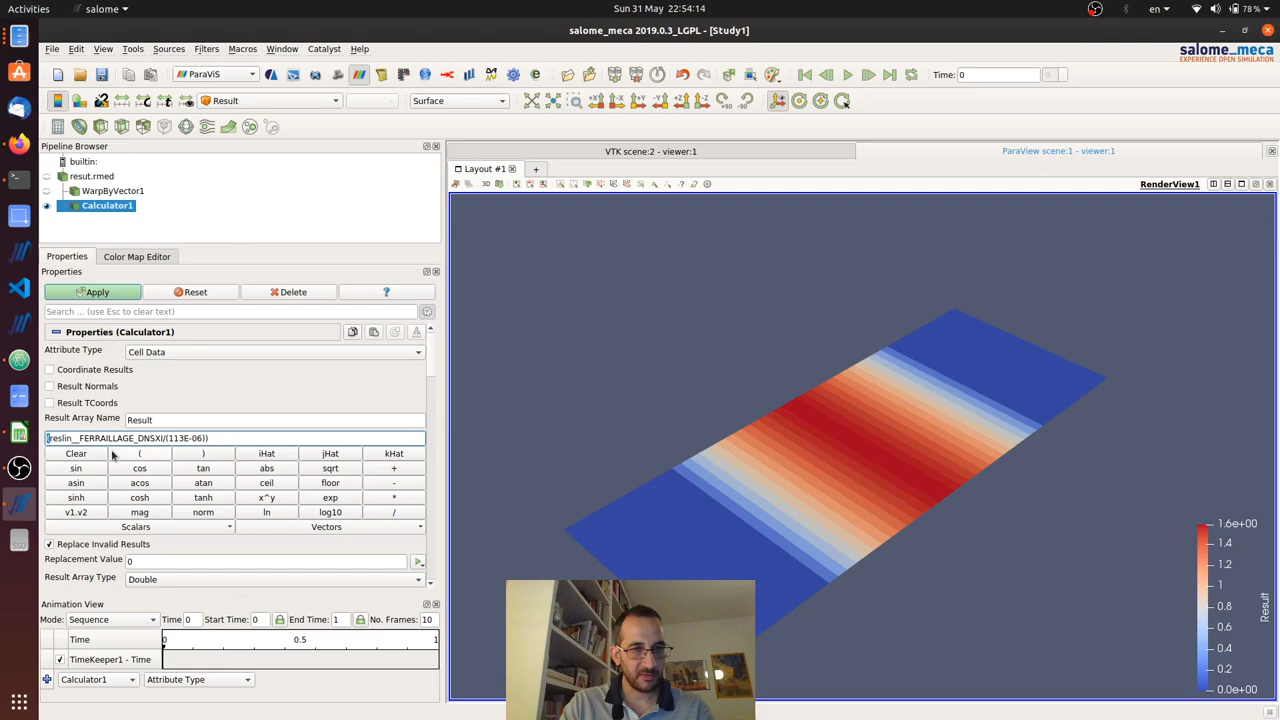 Activities
salome
Sun 31 May 22:54:14
en
78 %
salome_meca 2019.0.3_LGPL - [Study1]
File Edit View Tools Sources Filters Macros Window Catalyst Help
salome_meca
EXPERIENCE OPEN SIMULATION
ParaViS
Time: 0
0
Result
Surface
+X -X +Y -Y +Z -Z +90 -90
Pipeline Browser
builtin:
resut.rmed
WarpByVector1
Calculator1
VTK scene:2 - viewer:1
ParaView scene:1 - viewer:1
Layout #1
+
3D
RenderView1
Properties
Color Map Editor
Properties
Apply
Reset
Delete
?
Search ... (use Esc to clear text)
Properties (Calculator1)
Attribute Type
Cell Data
Coordinate Results
Result Normals
Result TCoords
Result Array Name
Result
(reslin__FERRAILLAGE_DNSXI/(113E-06))
Clear ( ) iHat jHat kHat
sin cos tan abs sqrt +
asin acos atan ceil floor -
sinh cosh tanh x^y exp *
v1.v2 mag norm ln log10 /
Scalars Vectors
Replace Invalid Results
Replacement Value
0
Result Array Type
Double
Animation View
Mode: Sequence Time 0 Start Time: 0 End Time: 1 No. Frames: 10
Time
0 0.5 1
TimeKeeper1 - Time
Calculator1 Attribute Type
1.6e+00
1.4
1.2
1
0.8
0.6
0.4
0.2
0.0e+00
Result
SSD